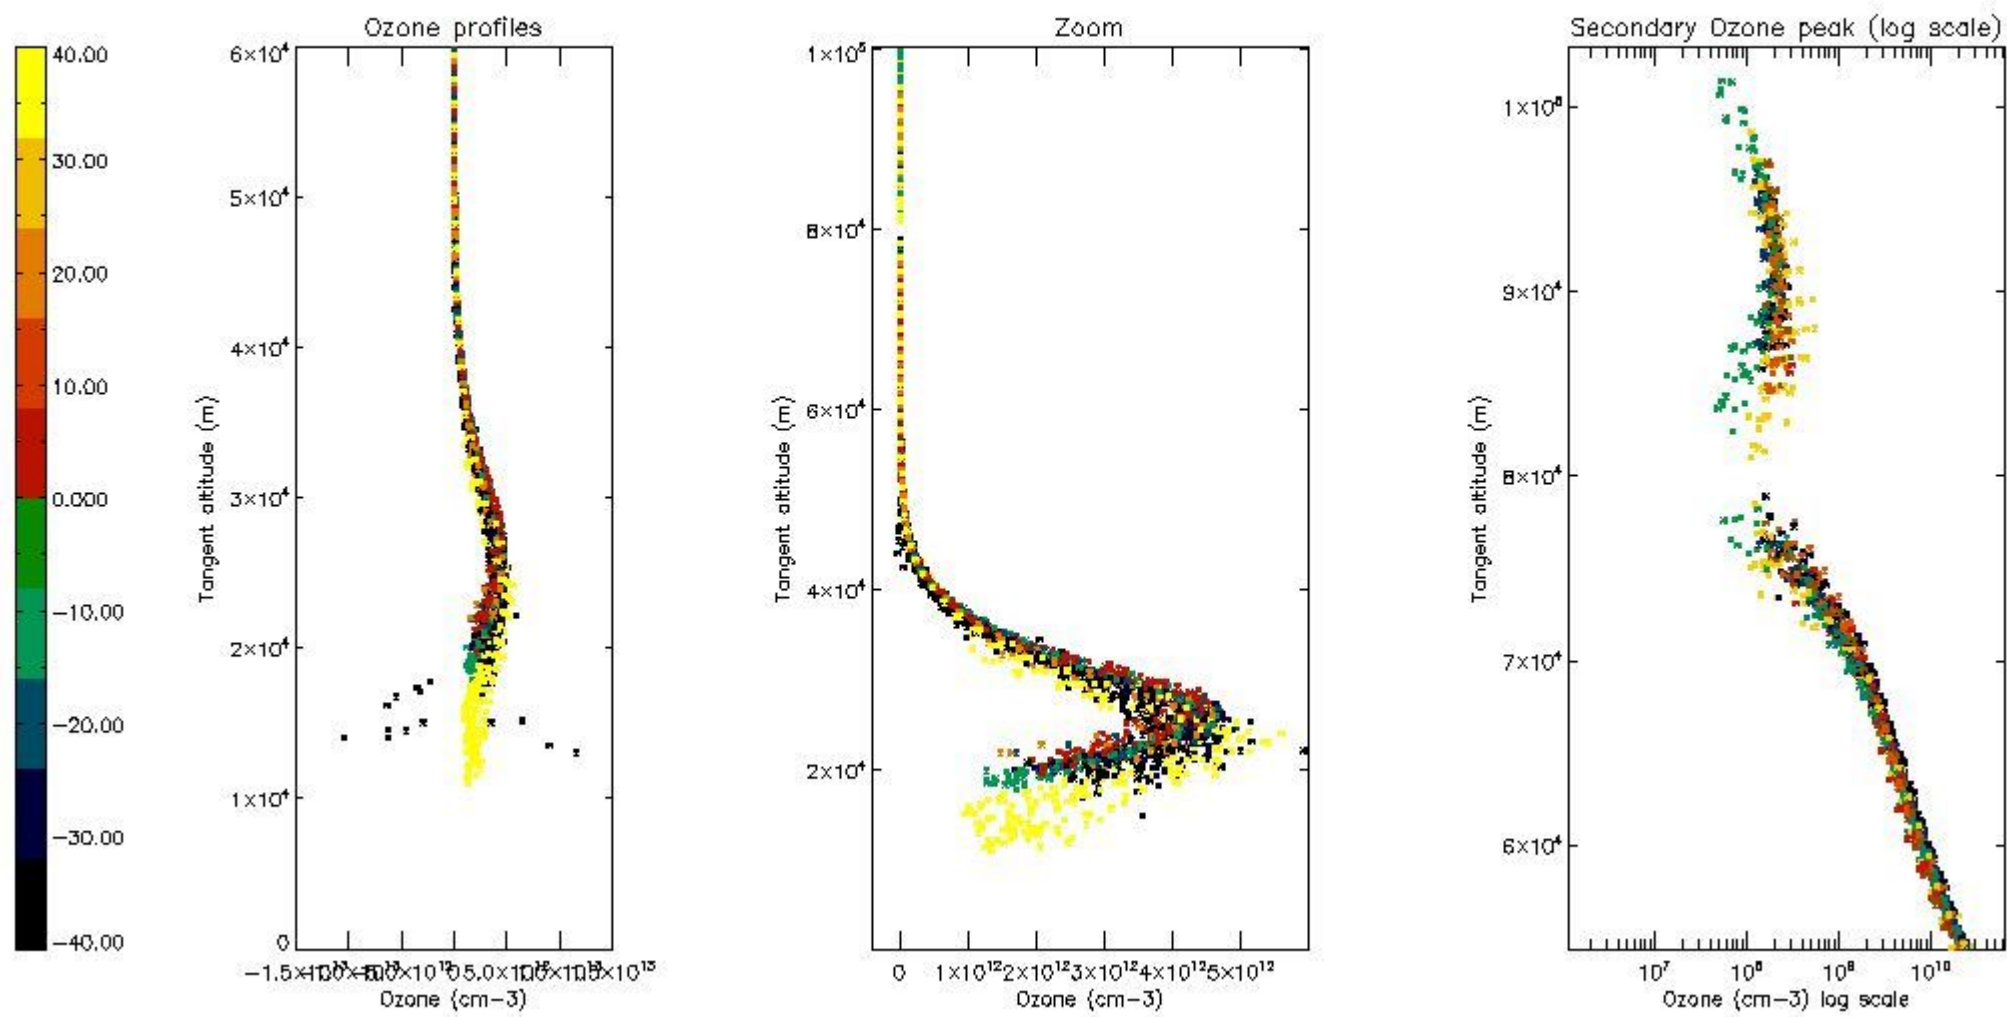 Ozone profiles
Zoom
Secondary Ozone peak (log scale)
40.00
30.00
20.00
10.00
0.000
−10.00
−20.00
−30.00
−40.00
Tangent altitude (m)
6×10⁴
5×10⁴
4×10⁴
3×10⁴
2×10⁴
1×10⁴
0
Ozone (cm−3)
Tangent altitude (m)
1×10⁵
8×10⁴
6×10⁴
4×10⁴
2×10⁴
0 1×10¹² 2×10¹² 3×10¹² 4×10¹² 5×10¹²
Ozone (cm−3)
Tangent altitude (m)
9×10⁴
8×10⁴
7×10⁴
6×10⁴
10⁷ 10⁸ 10⁹ 10¹⁰
Ozone (cm−3) log scale